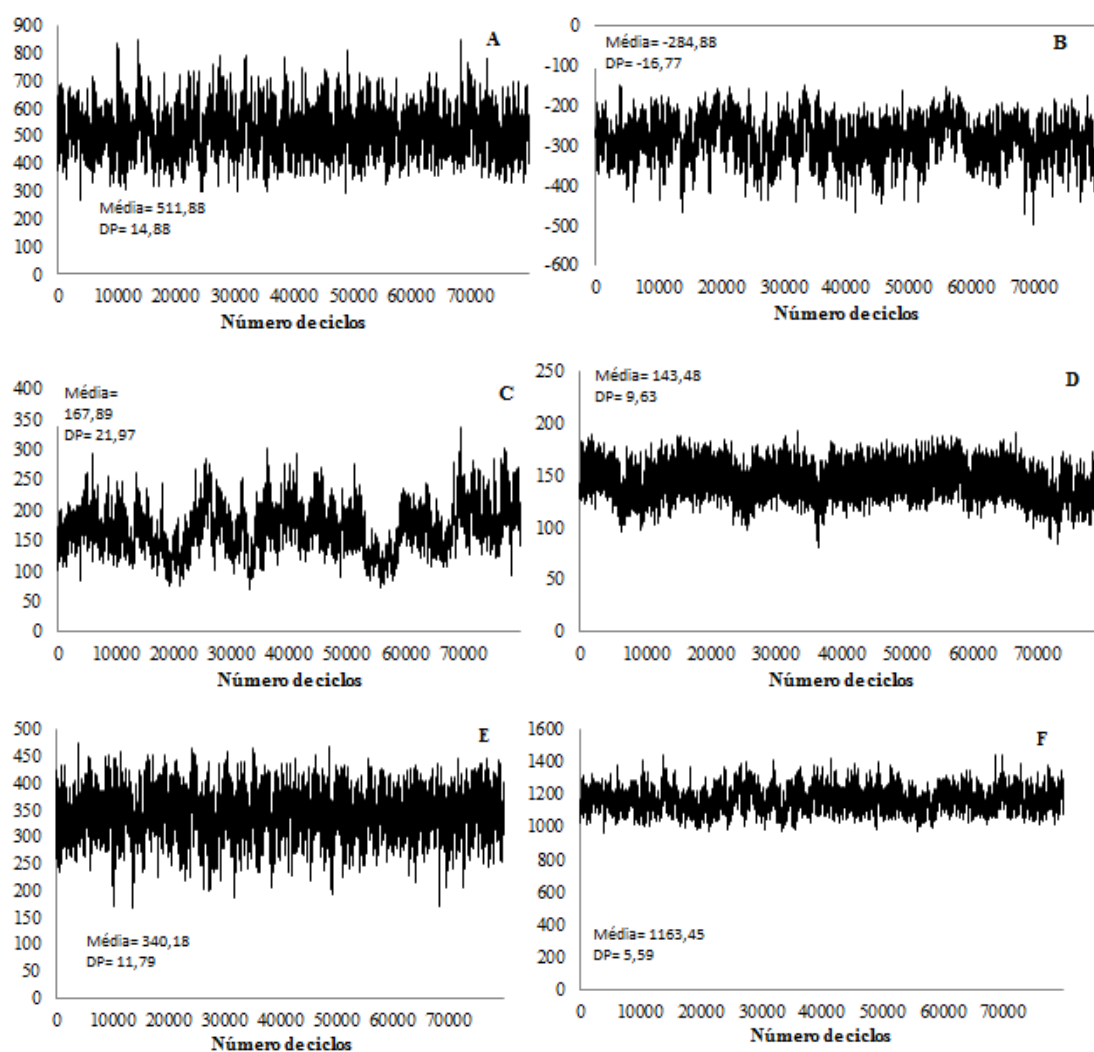 900
800
700
600
500
400
300
200
100
0
A
Média= 511,88
DP= 14,88
0 10000 20000 30000 40000 50000 60000 70000
Número de ciclos
0
-100
-200
-300
-400
-500
-600
Média= -284,88
DP= -16,77
B
0 10000 20000 30000 40000 50000 60000 70000
Número de ciclos
400
350
300
250
200
150
100
50
0
Média=
167,89
DP= 21,97
C
0 10000 20000 30000 40000 50000 60000 70000
Número de ciclos
250
200
150
100
50
0
Média= 143,48
DP= 9,63
D
0 10000 20000 30000 40000 50000 60000 70000
Número de ciclos
500
450
400
350
300
250
200
150
100
50
0
E
Média= 340,18
DP= 11,79
0 10000 20000 30000 40000 50000 60000 70000
Número de ciclos
1600
1400
1200
1000
800
600
400
200
0
F
Média= 1163,45
DP= 5,59
0 10000 20000 30000 40000 50000 60000 70000
Número de ciclos